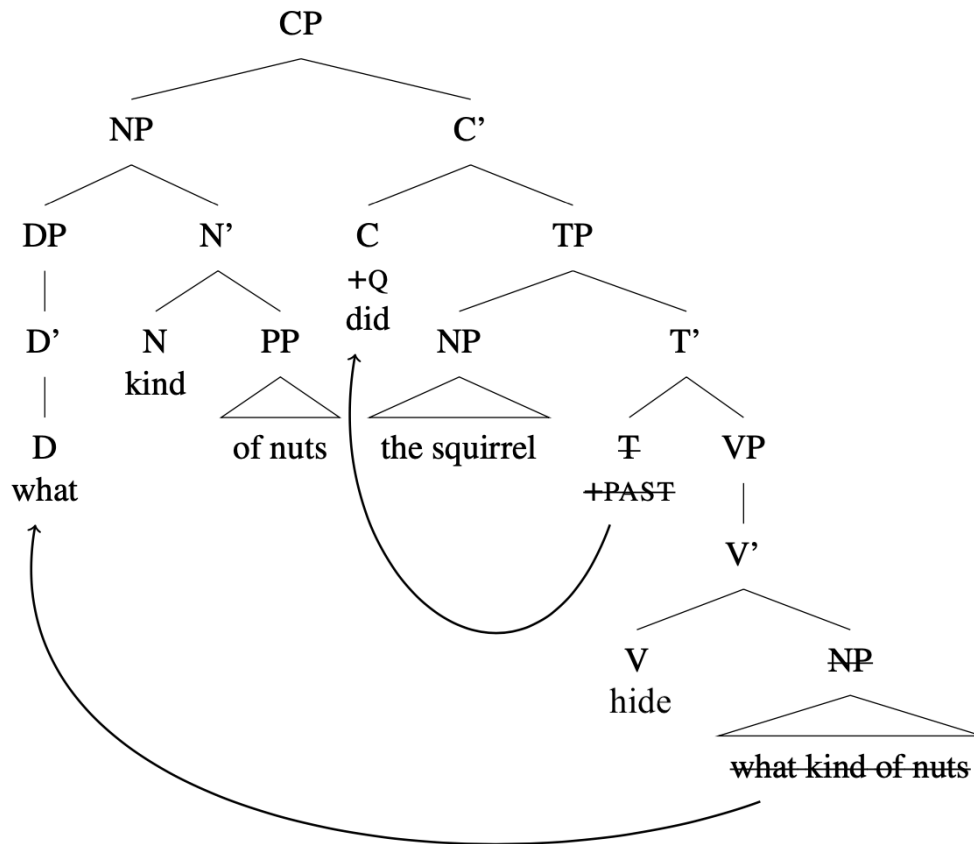 CP
NP C’
DP N’ C TP
+Q
did
D’ N PP NP T’
kind
D of nuts the squirrel T VP
what +PAST
V’
V NP
hide
what kind of nuts